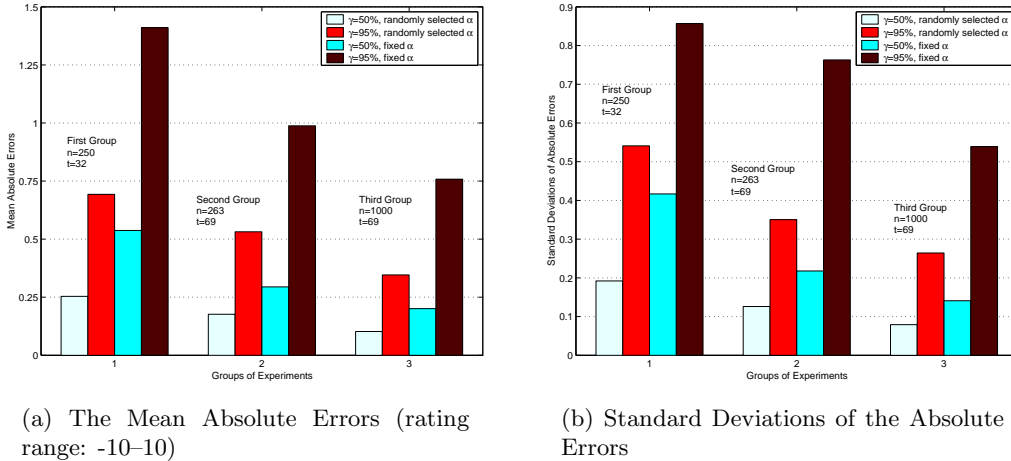 1.5
1.25
1
0.75
0.5
0.25
0
Mean Absolute Errors
γ=50%, randomly selected α
γ=95%, randomly selected α
γ=50%, fixed α
γ=95%, fixed α
First Group
n=250
t=32
Second Group
n=263
t=69
Third Group
n=1000
t=69
1 2 3
Groups of Experiments
(a) The Mean Absolute Errors (rating
range: -10–10)
0.9
0.8
0.7
0.6
0.5
0.4
0.3
0.2
0.1
0
Standard Deviations of Absolute Errors
γ=50%, randomly selected α
γ=95%, randomly selected α
γ=50%, fixed α
γ=95%, fixed α
First Group
n=250
t=32
Second Group
n=263
t=69
Third Group
n=1000
t=69
1 2 3
Groups of Experiments
(b) Standard Deviations of the Absolute
Errors